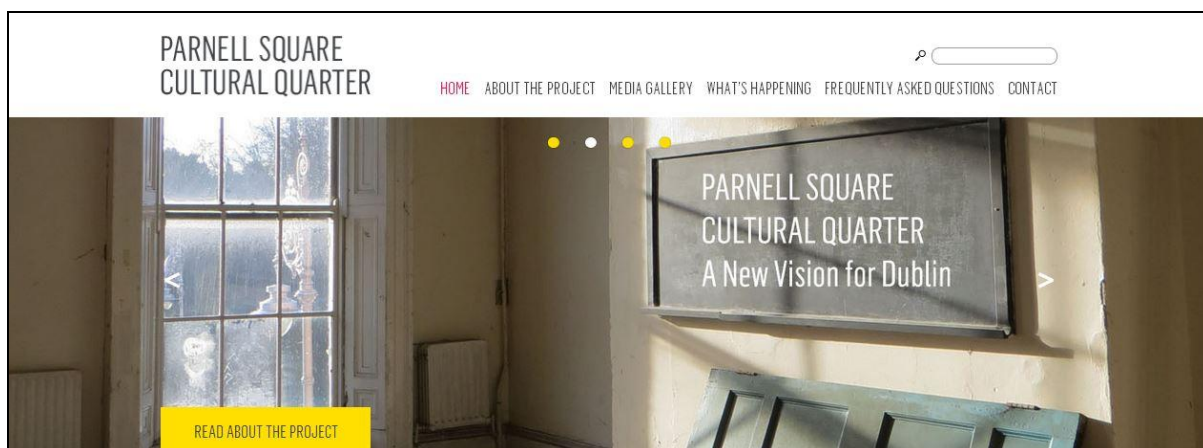 PARNELL SQUARE
CULTURAL QUARTER
HOME ABOUT THE PROJECT MEDIA GALLERY WHAT'S HAPPENING FREQUENTLY ASKED QUESTIONS CONTACT
PARNELL SQUARE
CULTURAL QUARTER
A New Vision for Dublin
< >
READ ABOUT THE PROJECT